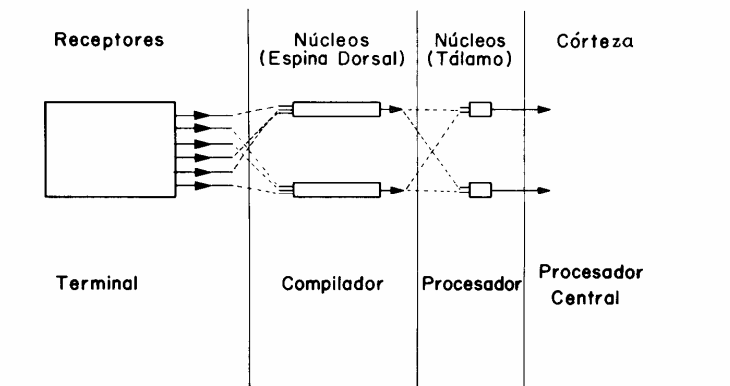 Receptores
Núcleos
(Espina Dorsal)
Núcleos
(Tálamo)
Córteza
Terminal
Compilador
Procesador
Procesador
Central